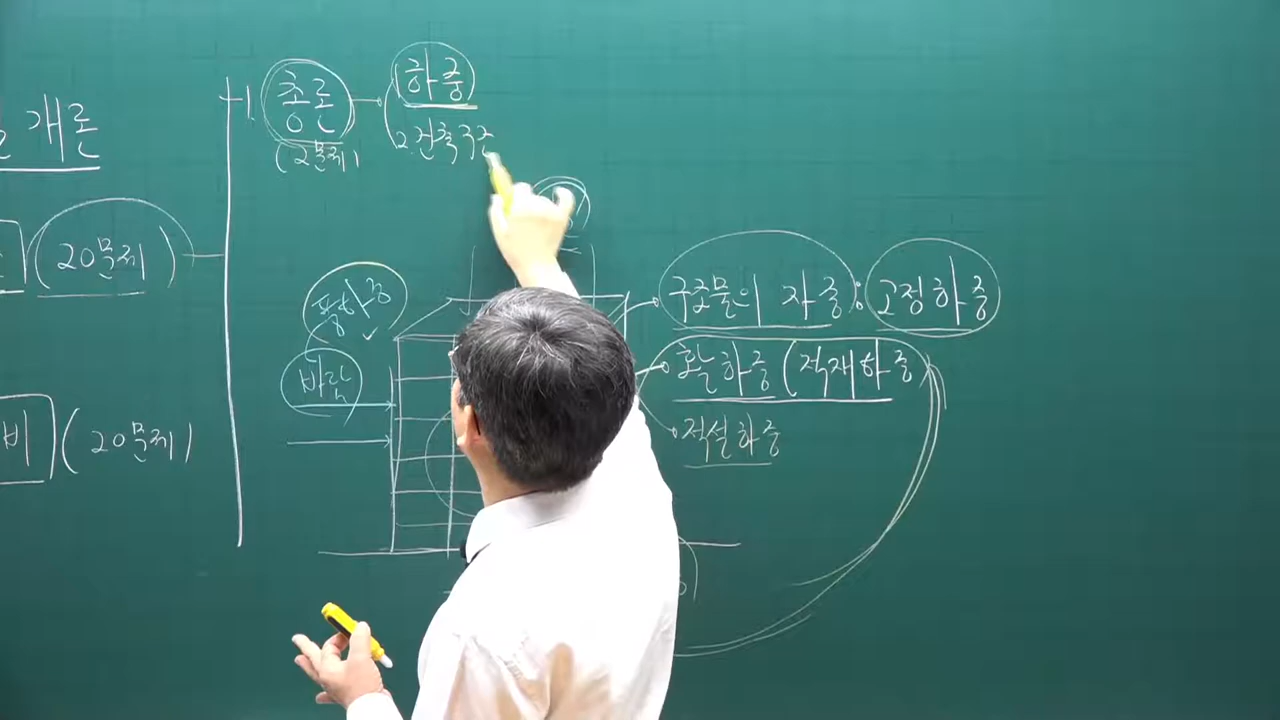 개론
(20문제)
비 (20문제)
1. 총론
(2문제)
하중
2. 건축구조
풍하중
바람
구조물의 자중 : 고정하중
활하중 (적재하중)
적설하중